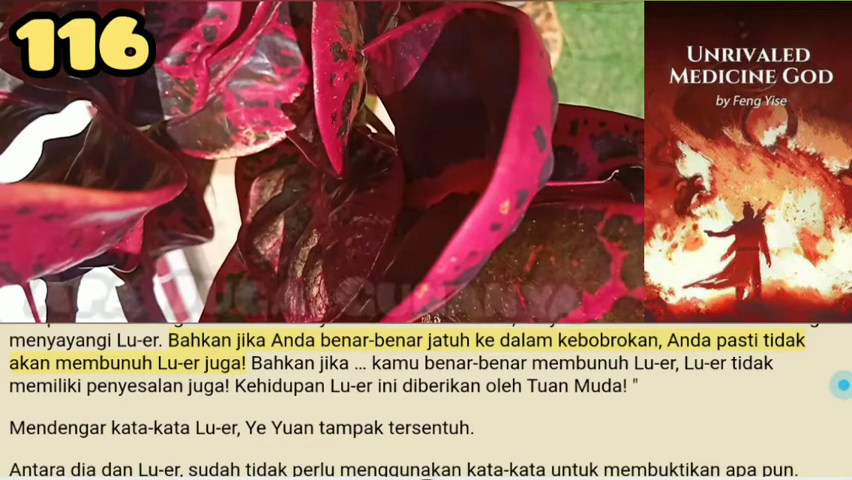 116
UNRIVALED
MEDICINE GOD
by Feng Yise
menyayangi Lu-er. Bahkan jika Anda benar-benar jatuh ke dalam kebobrokan, Anda pasti tidak
akan membunuh Lu-er juga! Bahkan jika ... kamu benar-benar membunuh Lu-er, Lu-er tidak
memiliki penyesalan juga! Kehidupan Lu-er ini diberikan oleh Tuan Muda! "
Mendengar kata-kata Lu-er, Ye Yuan tampak tersentuh.
Antara dia dan Lu-er, sudah tidak perlu menggunakan kata-kata untuk membuktikan apa pun.